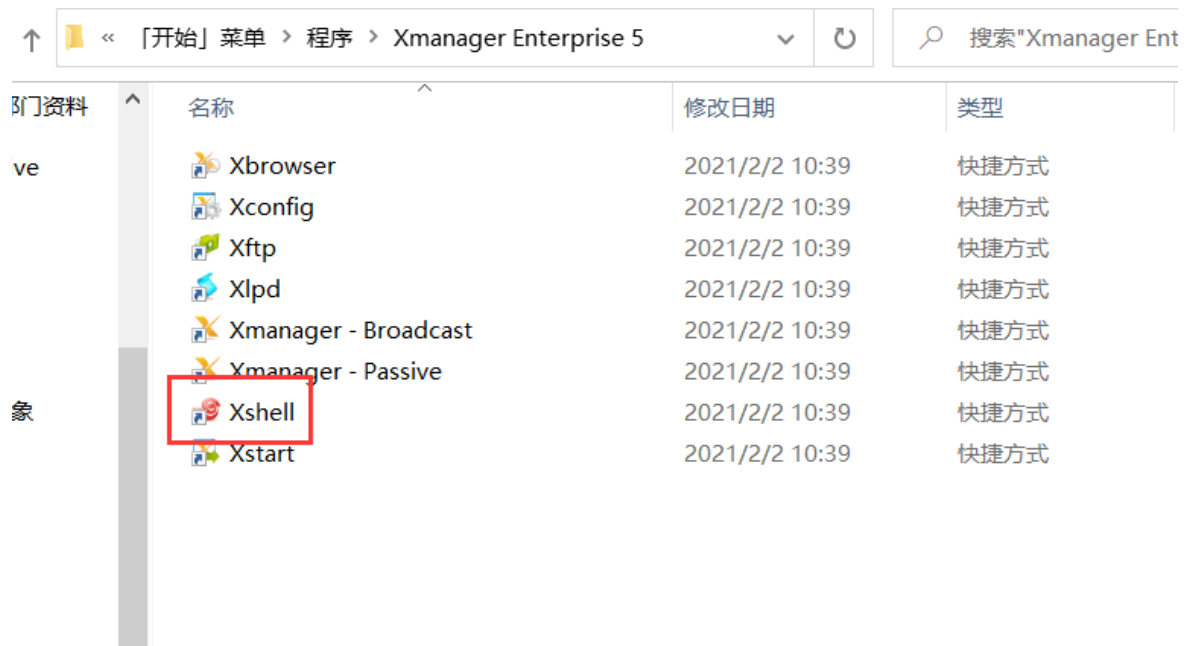 « 「开始」菜单 > 程序 > Xmanager Enterprise 5 搜索"Xmanager Ent
门资料 名称 修改日期 类型
ve Xbrowser 2021/2/2 10:39 快捷方式
Xconfig 2021/2/2 10:39 快捷方式
Xftp 2021/2/2 10:39 快捷方式
Xlpd 2021/2/2 10:39 快捷方式
Xmanager - Broadcast 2021/2/2 10:39 快捷方式
Xmanager - Passive 2021/2/2 10:39 快捷方式
象 Xshell 2021/2/2 10:39 快捷方式
Xstart 2021/2/2 10:39 快捷方式